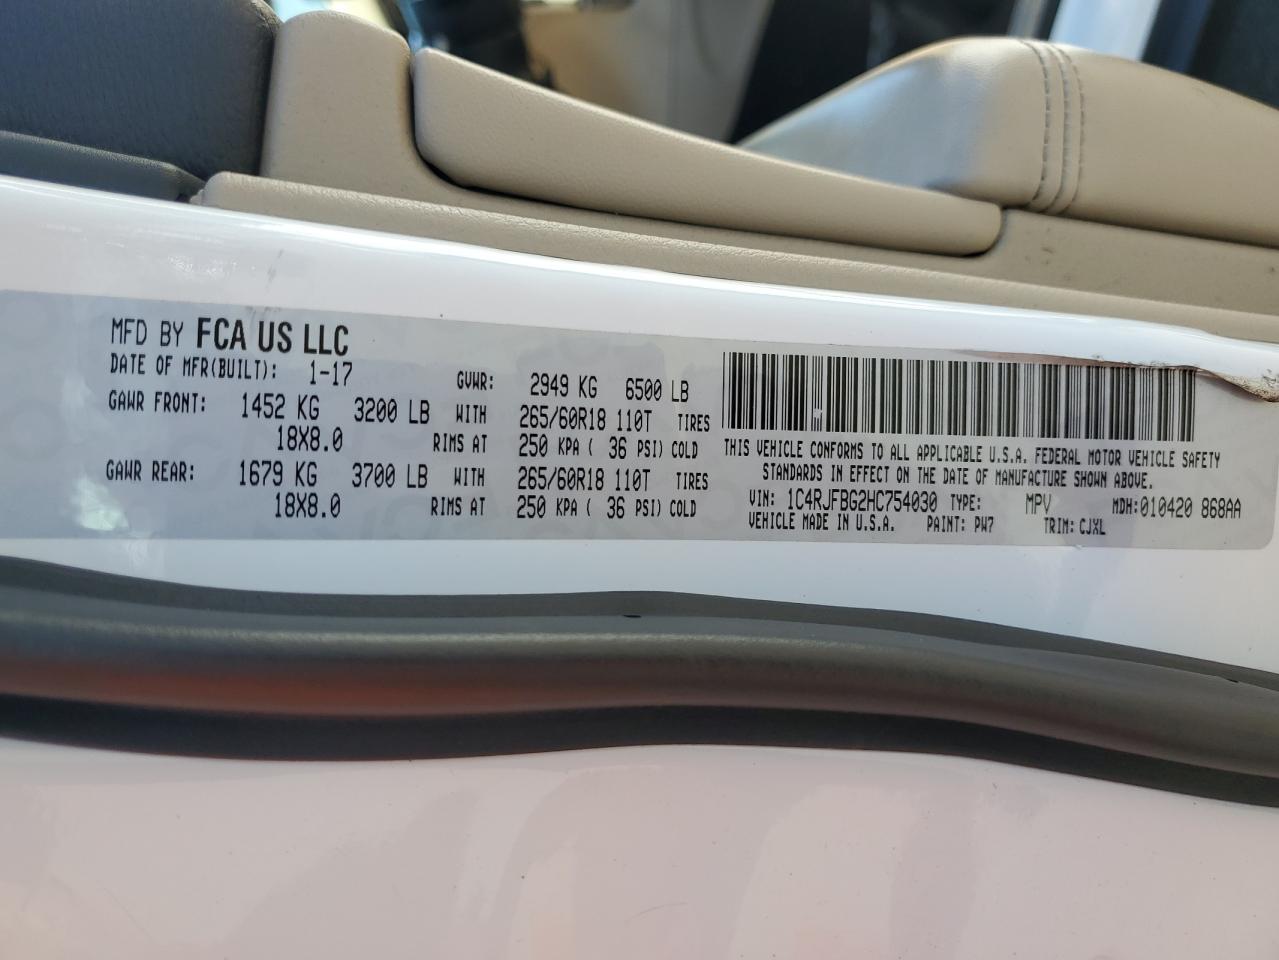 MFD BY FCA US LLC
DATE OF MFR(BUILT): 1-17 GVWR: 2949 KG 6500 LB
GAWR FRONT: 1452 KG 3200 LB WITH 265/60R18 110T TIRES
18X8.0 RIMS AT 250 KPA ( 36 PSI) COLD
GAWR REAR: 1679 KG 3700 LB WITH 265/60R18 110T TIRES
18X8.0 RIMS AT 250 KPA ( 36 PSI) COLD
THIS VEHICLE CONFORMS TO ALL APPLICABLE U.S.A. FEDERAL MOTOR VEHICLE SAFETY
STANDARDS IN EFFECT ON THE DATE OF MANUFACTURE SHOWN ABOVE.
VIN: 1C4RJFBG2HC754030 TYPE: MPV MDH:010420 868AA
VEHICLE MADE IN U.S.A. PAINT: PW7 TRIM: CJXL